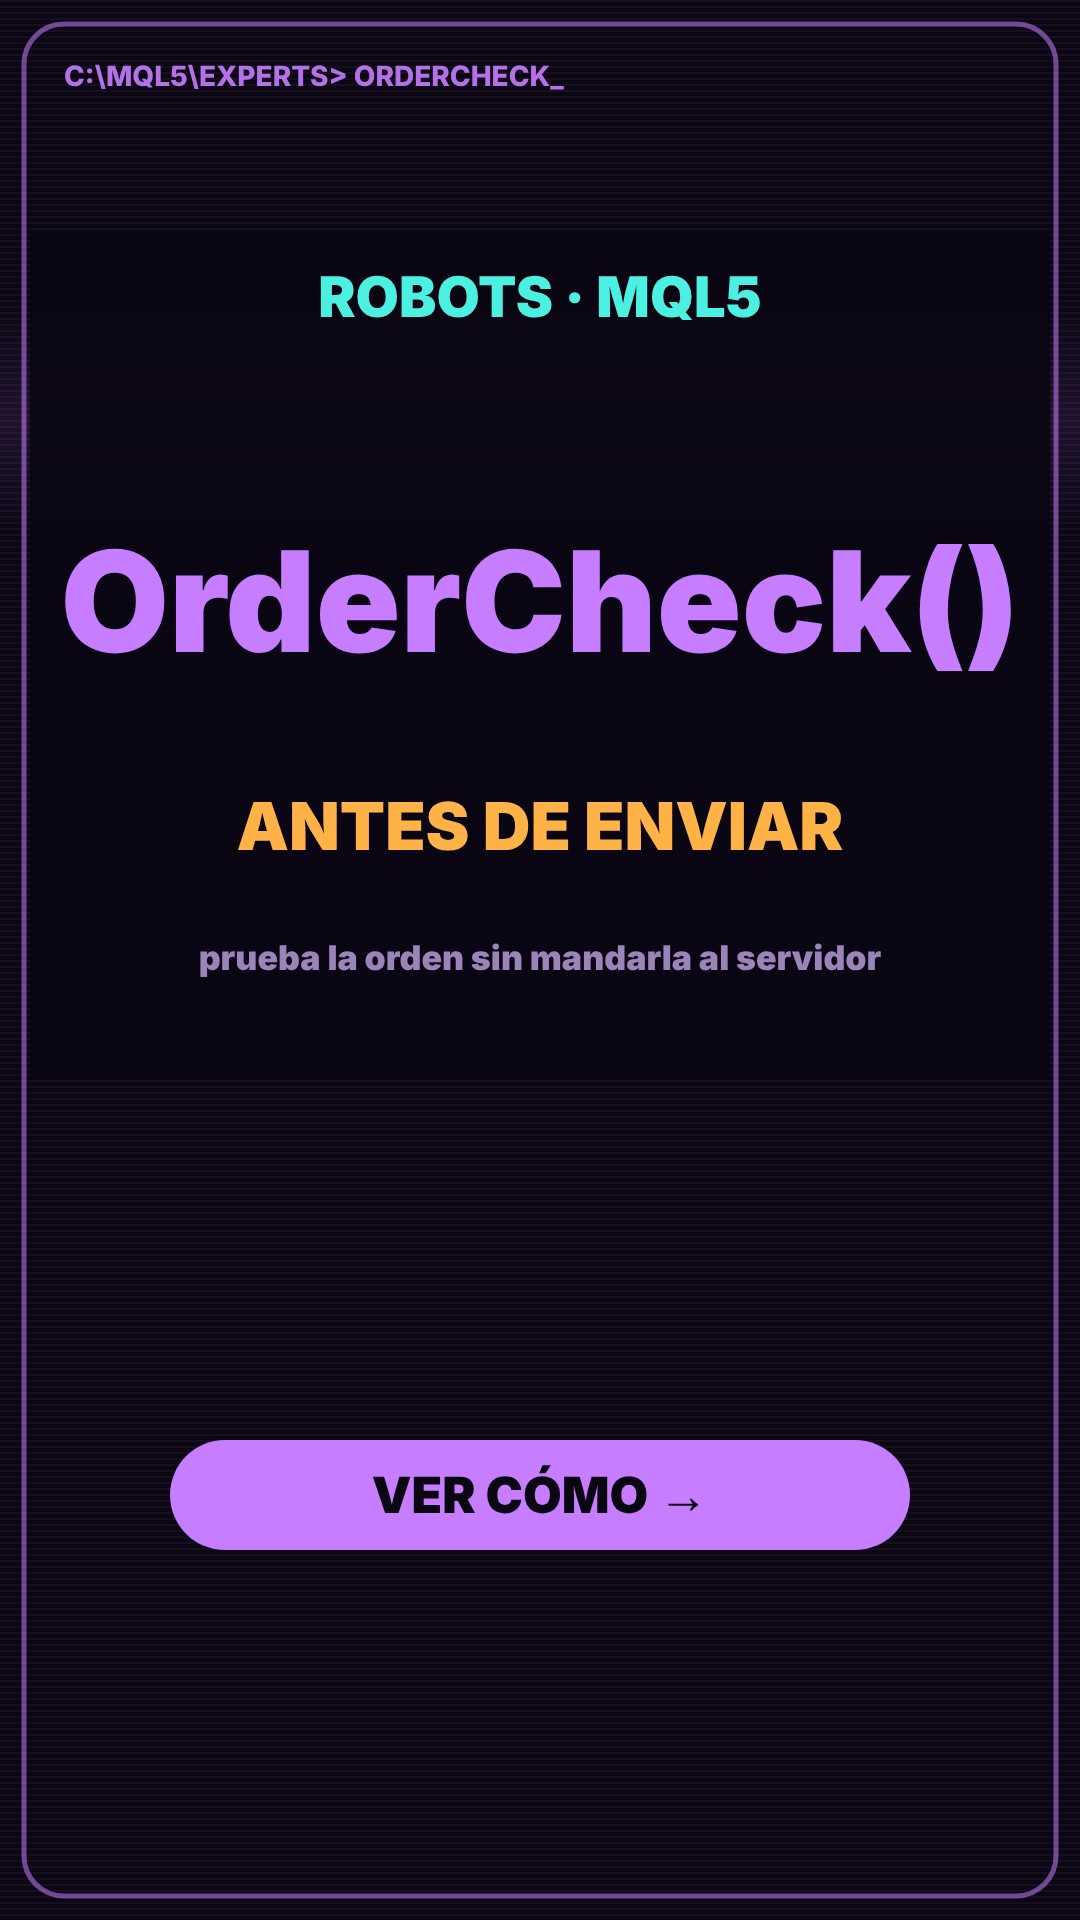 C:\MQL5\EXPERTS> ORDERCHECK_
ROBOTS · MQL5
OrderCheck()
ANTES DE ENVIAR
prueba la orden sin mandarla al servidor
VER CÓMO →